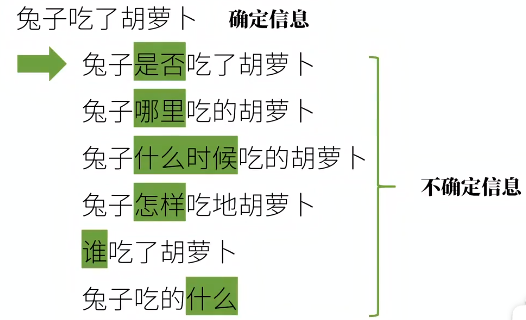 兔子吃了胡萝卜 确定信息
兔子是否吃了胡萝卜
兔子哪里吃的胡萝卜
兔子什么时候吃的胡萝卜
不确定信息
兔子怎样吃地胡萝卜
谁吃了胡萝卜
兔子吃的什么